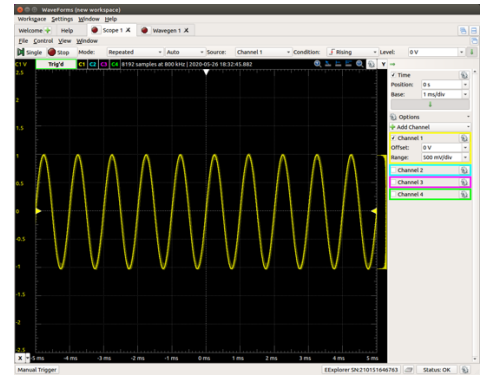 WaveForms (new workspace)
Workspace Settings Window Help
Welcome Help Scope 1 Wavegen 1
File Control View Window
Single Stop Mode: Repeated Auto Source: Channel 1 Condition: Rising Level: 0 V
C1 V Trig'd C1 C2 C3 C4 8192 samples at 800 kHz | 2020-05-26 18:32:45.882 Y
2.5
2
1.5
1
0.5
0
-0.5
-1
-1.5
-2
-2.5
X -5 ms -4 ms -3 ms -2 ms -1 ms 0 ms 1 ms 2 ms 3 ms 4 ms 5 ms
Time
Position: 0 s
Base: 1 ms/div
Options
Add Channel
Channel 1
Offset: 0 V
Range: 500 mV/div
Channel 2
Channel 3
Channel 4
Manual Trigger EExplorer SN:210151646763 Status: OK